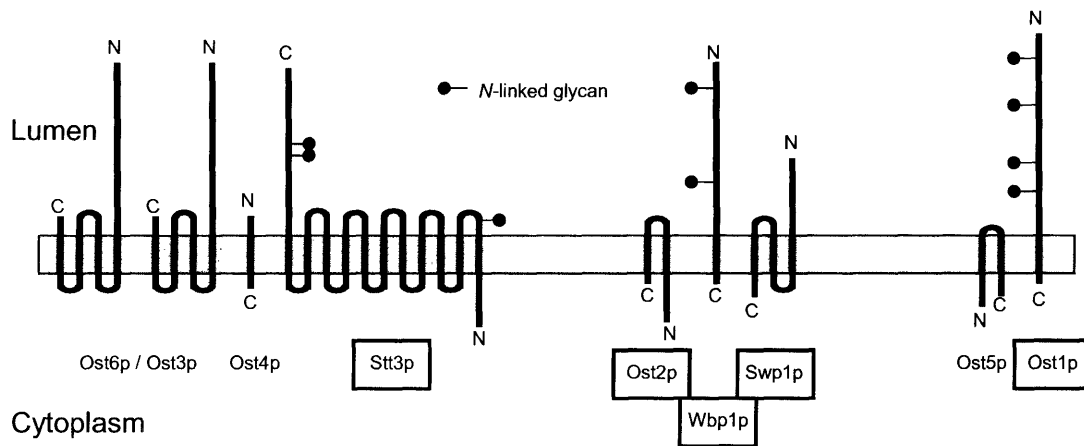 N
N
C
N
N
N-linked glycan
Lumen
N
C
C
N
C
C
C
C
C
N
N
N
C
Ost6p / Ost3p
Ost4p
Stt3p
Ost2p
Swp1p
Ost5p
Ost1p
Wbp1p
Cytoplasm